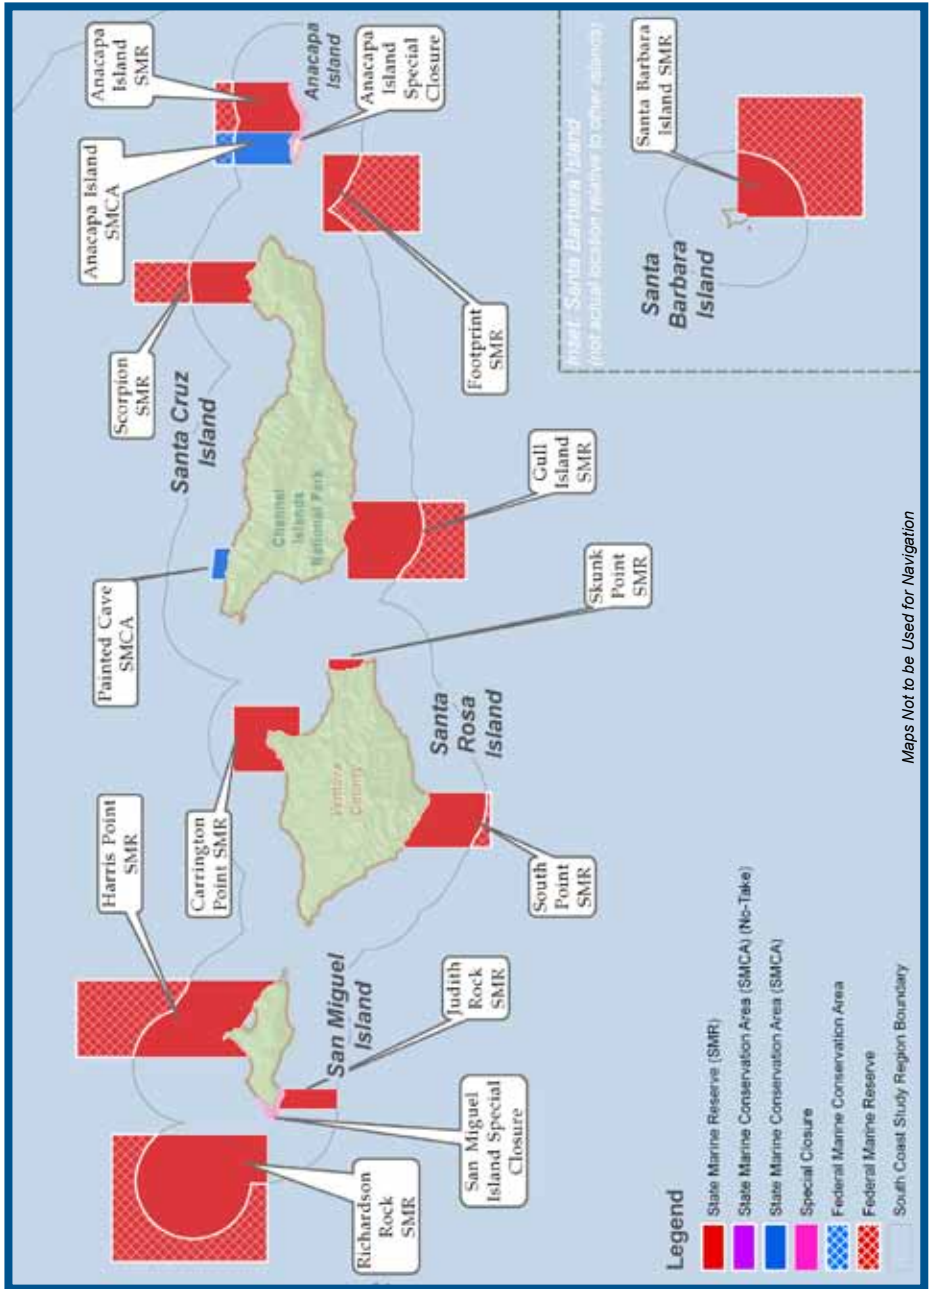 Richardson
Rock
SMR
Harris Point
SMR
San Miguel Island
San Miguel
Island Special
Closure
Judith
Rock
SMR
Carrington
Point SMR
Ventura
County
South
Point
SMR
Santa
Rosa
Island
Skunk
Point
SMR
Painted Cave
SMCA
Santa Cruz
Island
Channel
Islands
National Park
Gull
Island
SMR
Scorpion
SMR
Footprint
SMR
Anacapa Island
SMCA
Anacapa
Island
SMR
Anacapa
Island
Anacapa
Island
Special
Closure
Inset: Santa Barbara Island
(not actual location relative to other islands)
Santa
Barbara
Island
Santa Barbara
Island SMR
Legend
State Marine Reserve (SMR)
State Marine Conservation Area (SMCA) (No-Take)
State Marine Conservation Area (SMCA)
Special Closure
Federal Marine Conservation Area
Federal Marine Reserve
South Coast Study Region Boundary
Maps Not to be Used for Navigation